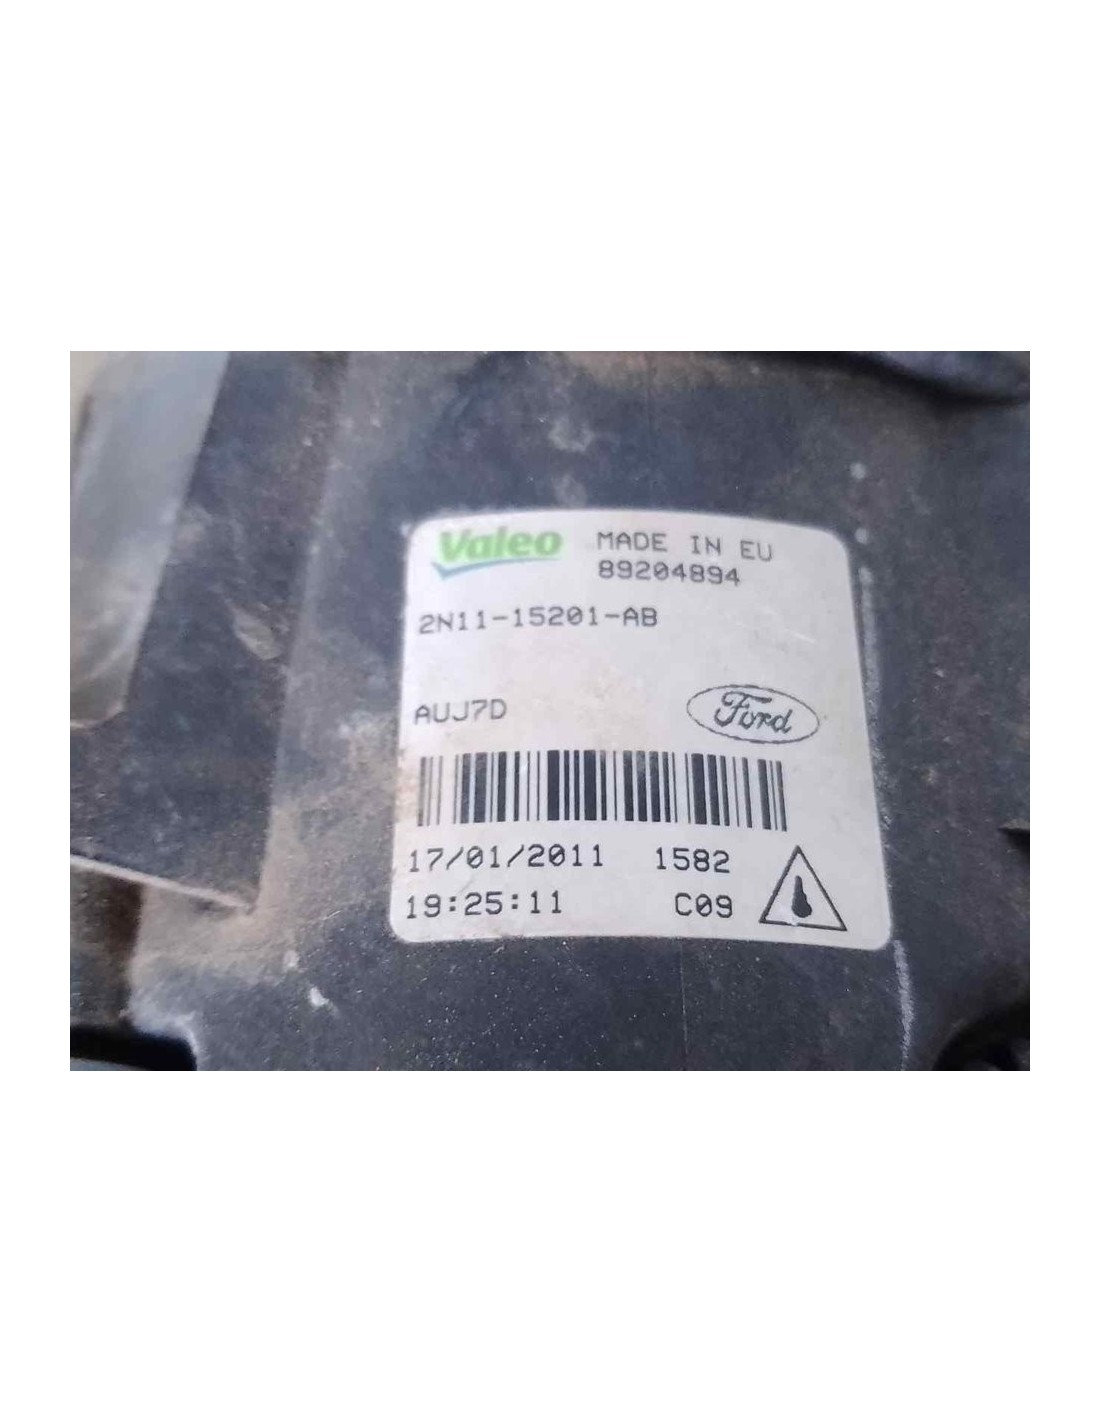 Valeo MADE IN EU
89204894
2N11-15201-AB
AUJ7D Ford
17/01/2011 1582
19:25:11 C09